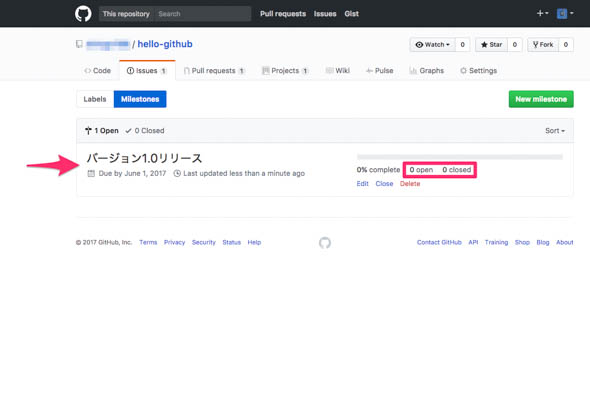 This repository Search Pull requests Issues Gist
/ hello-github Watch 0 Star 0 Fork 0
Code Issues 1 Pull requests 1 Projects 1 Wiki Pulse Graphs Settings
Labels Milestones New milestone
1 Open 0 Closed Sort
バージョン1.0リリース
0% complete 0 open 0 closed
Due by June 1, 2017 Last updated less than a minute ago
Edit Close Delete
© 2017 GitHub, Inc. Terms Privacy Security Status Help Contact GitHub API Training Shop Blog About